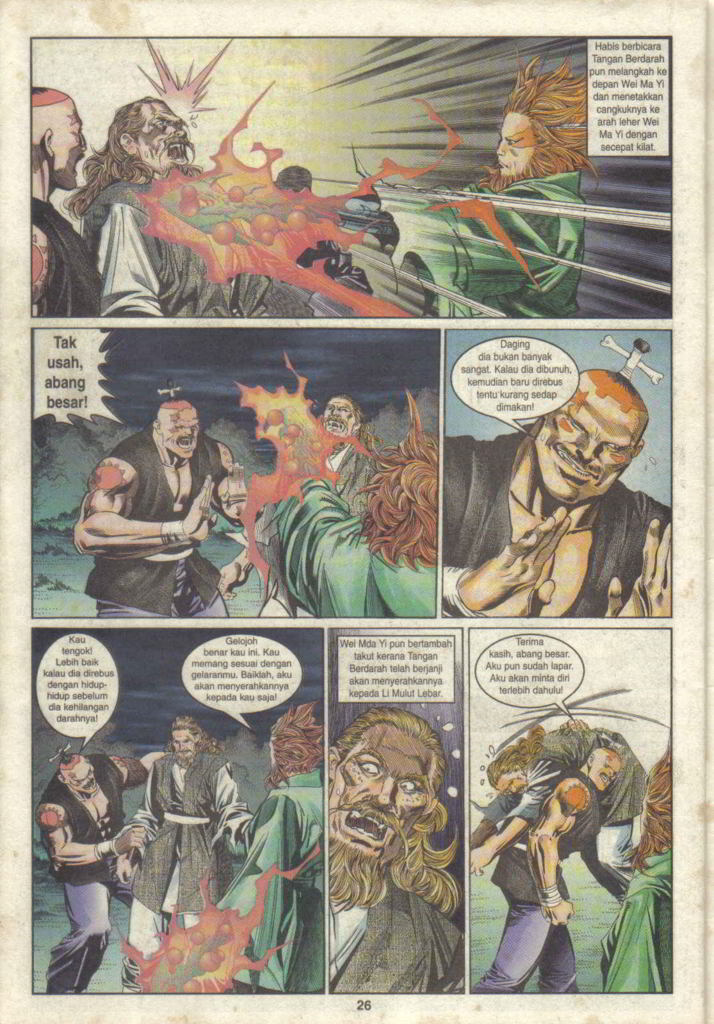 Habis berbicara
Tangan Berdarah
pun melangkah ke
depan Wei Ma Yi
dan menetakkan
cangkuknya ke
arah leher Wei
Ma Yi dengan
secepat kilat.
Tak
usah,
abang
besar!
Daging
dia bukan banyak
sangat. Kalau dia dibunuh,
kemudian baru direbus
tentu kurang sedap
dimakan!
Kau
tengok!
Lebih baik
kalau dia direbus
dengan hidup-
hidup sebelum
dia kehilangan
darahnya!
Gelojoh
benar kau ini. Kau
memang sesuai dengan
gelaranmu. Baiklah, aku
akan menyerahkannya
kepada kau saja!
Wei Mda Yi pun bertambah
takut kerana Tangan
Berdarah telah berjanji
akan menyerahkannya
kepada Li Mulut Lebar.
Terima
kasih, abang besar.
Aku pun sudah lapar.
Aku akan minta diri
terlebih dahulu!
26